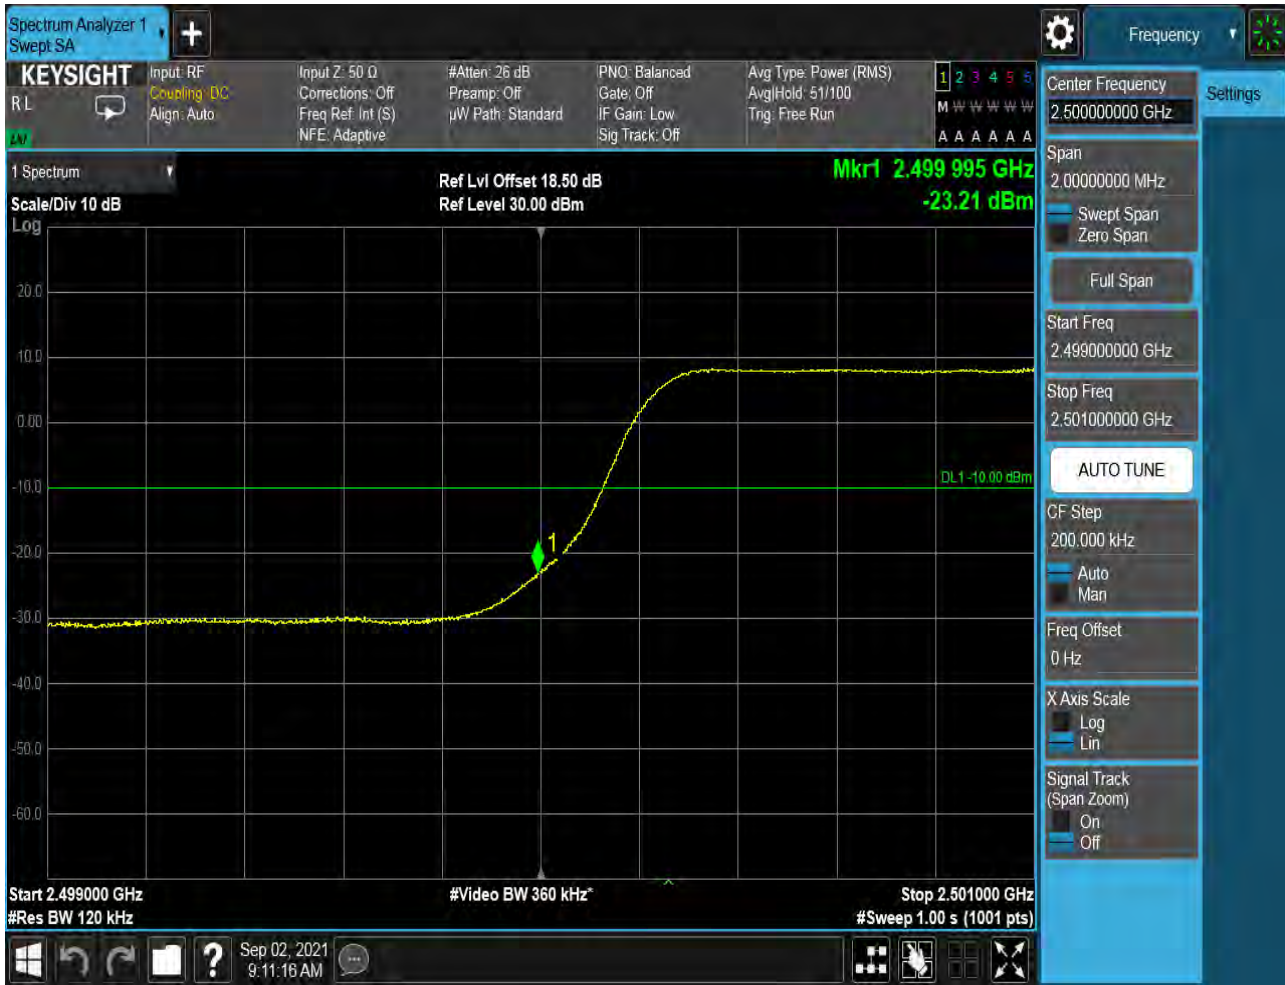 Spectrum Analyzer 1
Swept SA
Frequency
KEYSIGHT
R L
LNI
Input: RF
Coupling: DC
Align: Auto
Input Z: 50 Ω
Corrections: Off
Freq Ref: Int (S)
NFE: Adaptive
#Atten: 26 dB
Preamp: Off
µW Path: Standard
PNO: Balanced
Gate: Off
IF Gain: Low
Sig Track: Off
Avg Type: Power (RMS)
Avg|Hold: 51/100
Trig: Free Run
1 2 3 4 5 6
M W W W W W
A A A A A A
1 Spectrum
Scale/Div 10 dB
Log
Ref Lvl Offset 18.50 dB
Ref Level 30.00 dBm
Mkr1 2.499 995 GHz
-23.21 dBm
20.0
10.0
0.00
-10.0
-20.0
-30.0
-40.0
-50.0
-60.0
DL1 -10.00 dBm
1
Start 2.499000 GHz
#Res BW 120 kHz
#Video BW 360 kHz*
Stop 2.501000 GHz
#Sweep 1.00 s (1001 pts)
Sep 02, 2021
9:11:16 AM
Center Frequency
2.500000000 GHz
Span
2.00000000 MHz
Swept Span
Zero Span
Full Span
Start Freq
2.499000000 GHz
Stop Freq
2.501000000 GHz
AUTO TUNE
CF Step
200.000 kHz
Auto
Man
Freq Offset
0 Hz
X Axis Scale
Log
Lin
Signal Track
(Span Zoom)
On
Off
Settings